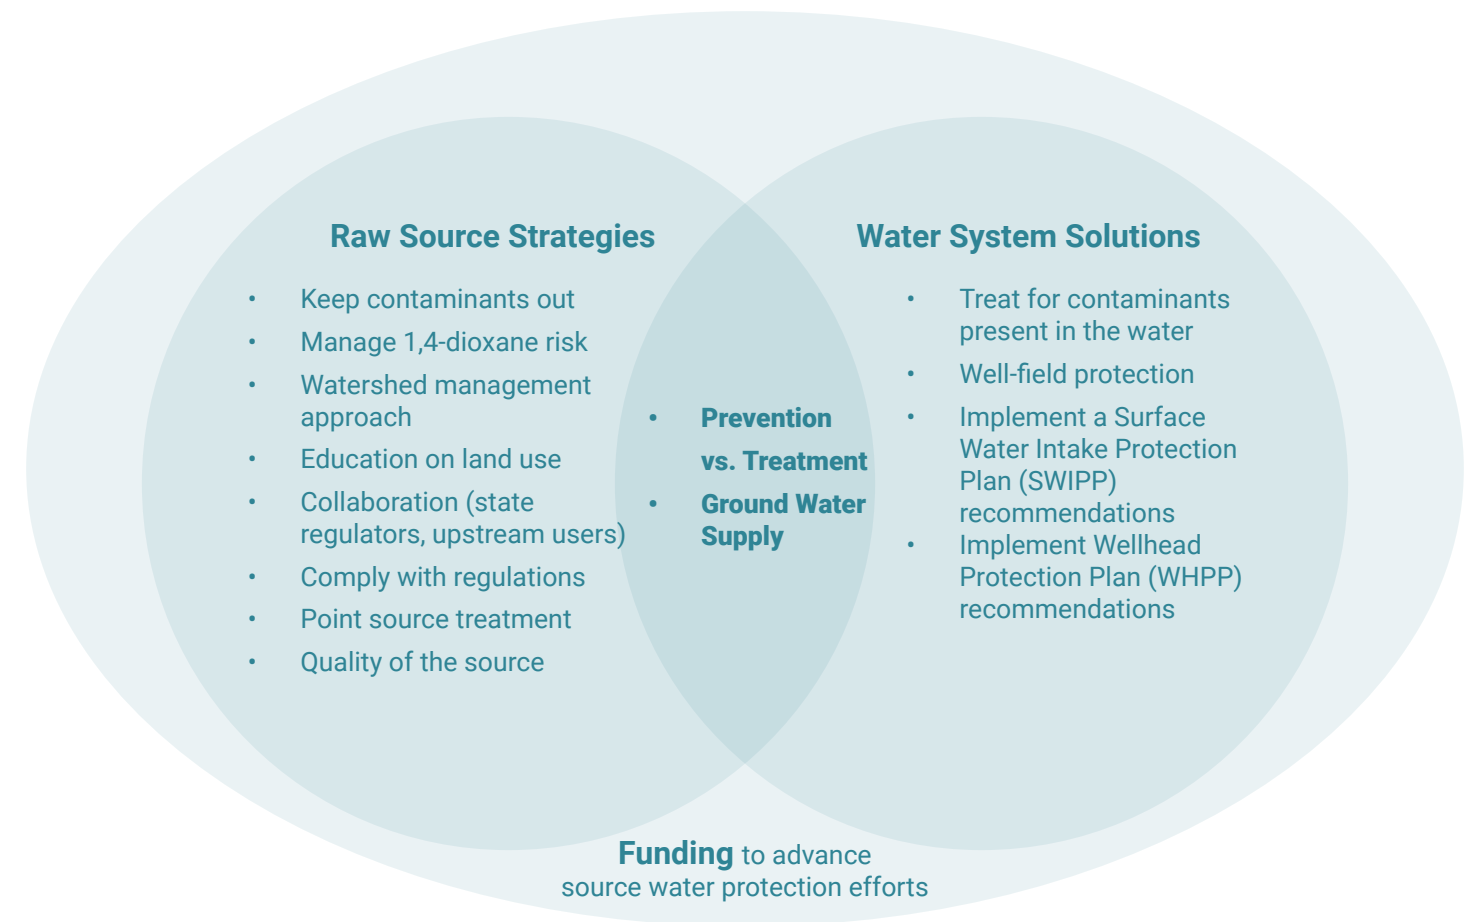 Raw Source Strategies
• Keep contaminants out
• Manage 1,4-dioxane risk
• Watershed management
approach
• Education on land use
• Collaboration (state
regulators, upstream users)
• Comply with regulations
• Point source treatment
• Quality of the source
• Prevention
vs. Treatment
• Ground Water
Supply
Water System Solutions
• Treat for contaminants
present in the water
• Well-field protection
• Implement a Surface
Water Intake Protection
Plan (SWIPP)
recommendations
• Implement Wellhead
Protection Plan (WHPP)
recommendations
Funding to advance
source water protection efforts